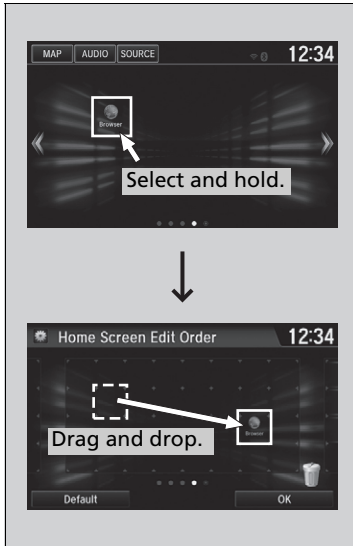 MAP AUDIO SOURCE 12:34
Browser
Select and hold.
Home Screen Edit Order 12:34
Browser
Drag and drop.
Default OK